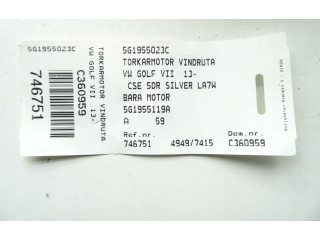 5G1955023C
TORKARMOTOR VINDRUTA
VW GOLF VII 13-
CSE 5DR SILVER LA7W
BARA MOTOR
5G1955119A
A 59
Ref.nr. Dem.nr.
746751 4949/7415 C360959
5G1955023C
TORKARMOTOR VINDRUTA
VW GOLF VII 13-
C360959
746751